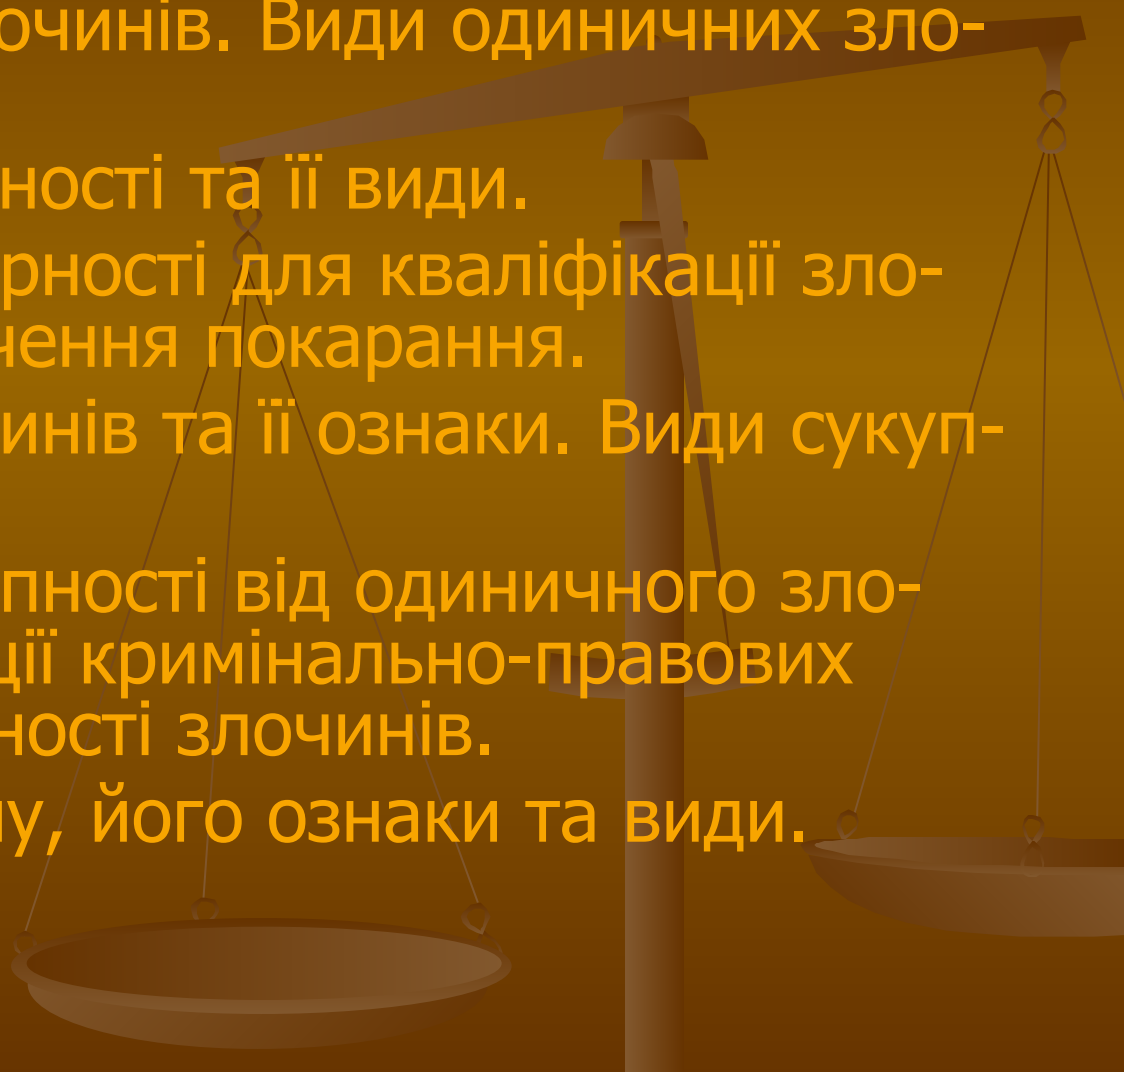 очинів. Види одиничних зло-
ності та її види.
рності для кваліфікації зло-
чення покарання.
инів та її ознаки. Види сукуп-
пності від одиничного зло-
ції кримінально-правових
ності злочинів.
ну, його ознаки та види.